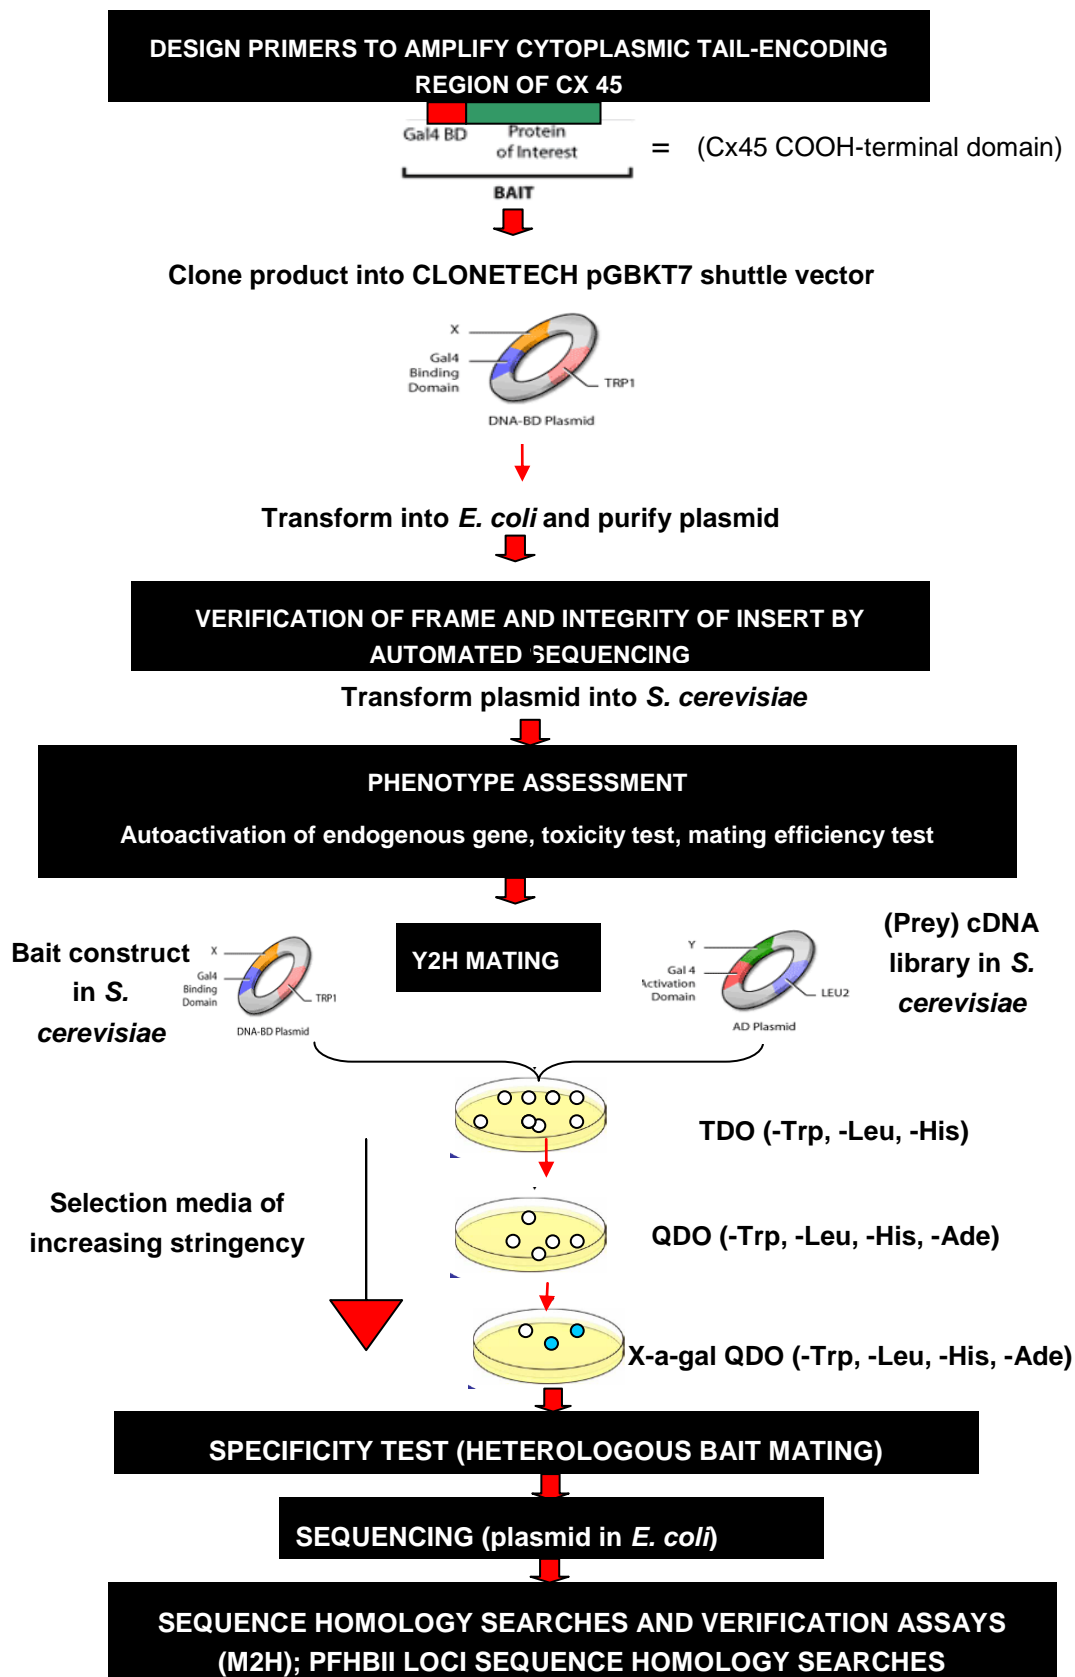 DESIGN PRIMERS TO AMPLIFY CYTOPLASMIC TAIL-ENCODING
REGION OF CX 45
Gal4 BD
Protein
of Interest
= (Cx45 COOH-terminal domain)
BAIT
Clone product into CLONETECH pGBKT7 shuttle vector
X
Gal4
Binding
Domain
TRP1
DNA-BD Plasmid
Transform into E. coli and purify plasmid
VERIFICATION OF FRAME AND INTEGRITY OF INSERT BY
AUTOMATED SEQUENCING
Transform plasmid into S. cerevisiae
PHENOTYPE ASSESSMENT
Autoactivation of endogenous gene, toxicity test, mating efficiency test
Bait construct
in S.
cerevisiae
X
Gal4
Binding
Domain
TRP1
DNA-BD Plasmid
Y2H MATING
Y
Gal 4
Activation
Domain
LEU2
AD Plasmid
(Prey) cDNA
library in S.
cerevisiae
TDO (-Trp, -Leu, -His)
Selection media of
increasing stringency
QDO (-Trp, -Leu, -His, -Ade)
X-a-gal QDO (-Trp, -Leu, -His, -Ade)
SPECIFICITY TEST (HETEROLOGOUS BAIT MATING)
SEQUENCING (plasmid in E. coli)
SEQUENCE HOMOLOGY SEARCHES AND VERIFICATION ASSAYS
(M2H); PFHBII LOCI SEQUENCE HOMOLOGY SEARCHES